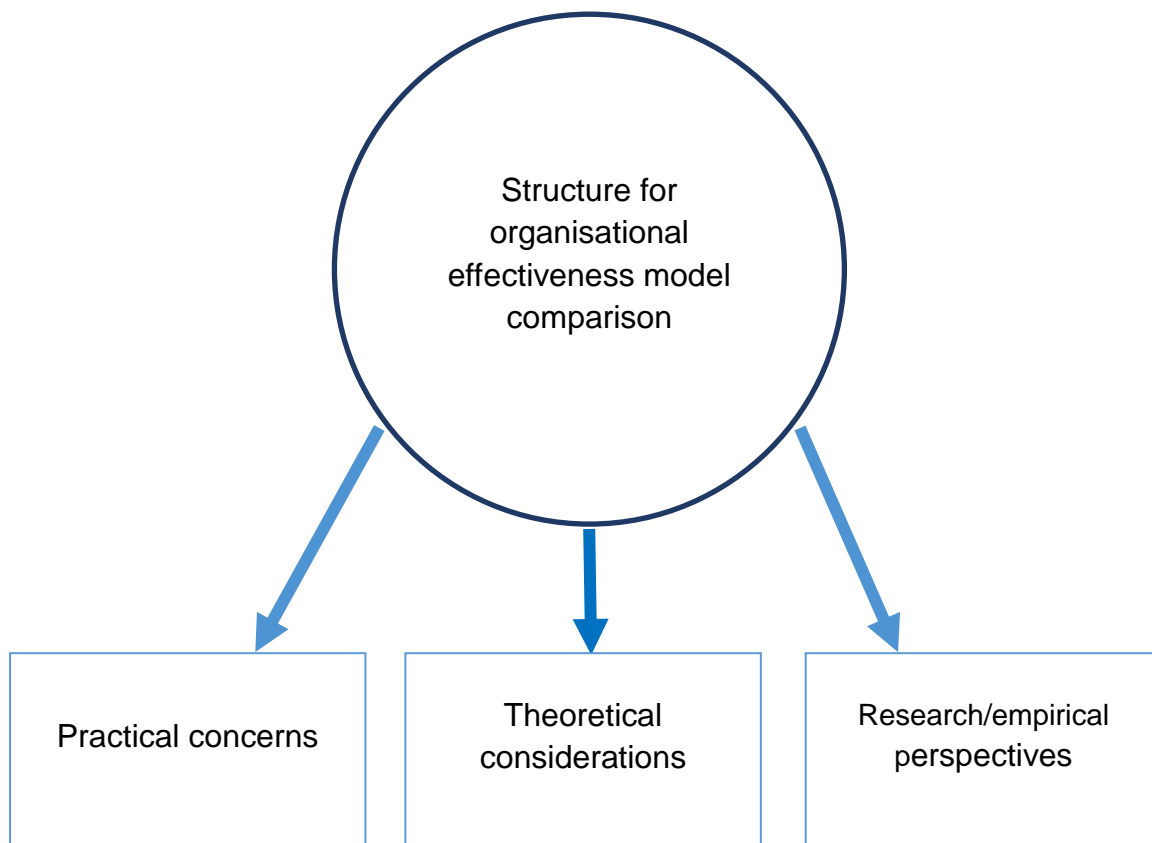 Structure for
organisational
effectiveness model
comparison
Practical concerns
Theoretical
considerations
Research/empirical
perspectives